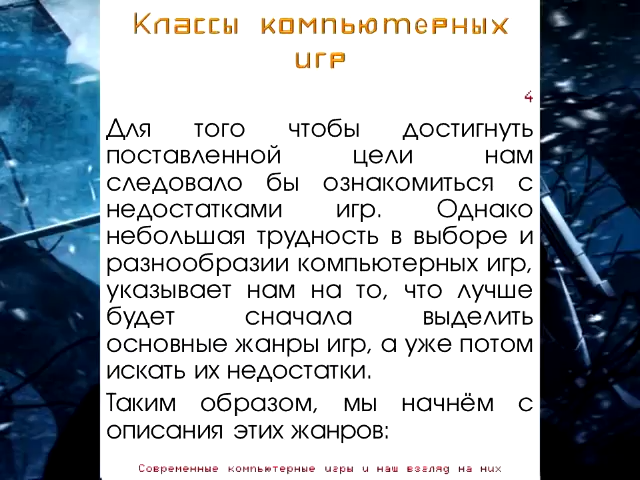 Классы компьютерных
игр
4
Для того чтобы достигнуть
поставленной цели нам
следовало бы ознакомиться с
недостатками игр. Однако
небольшая трудность в выборе и
разнообразии компьютерных игр,
указывает нам на то, что лучше
будет сначала выделить
основные жанры игр, а уже потом
искать их недостатки.
Таким образом, мы начнём с
описания этих жанров:
Современные компьютерные игры и наш взгляд на них